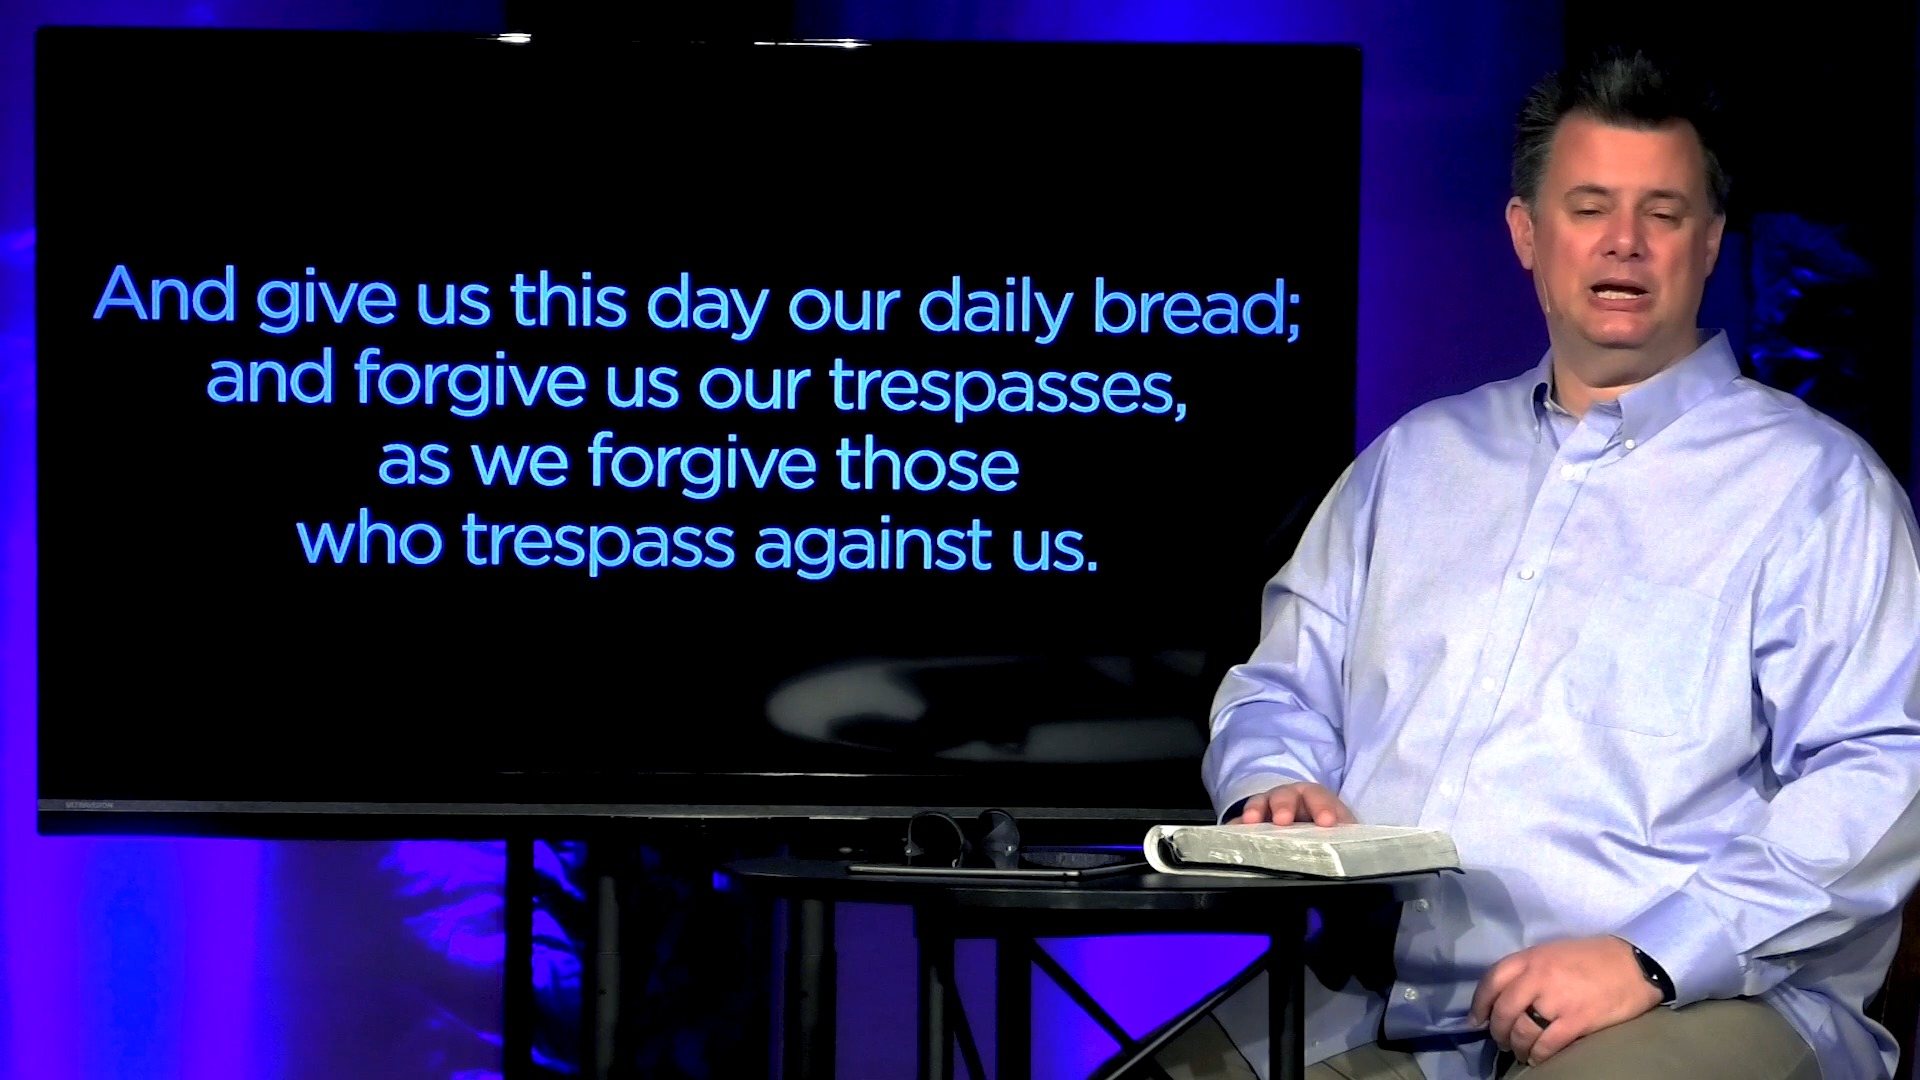 And give us this day our daily bread;
and forgive us our trespasses,
as we forgive those
who trespass against us.